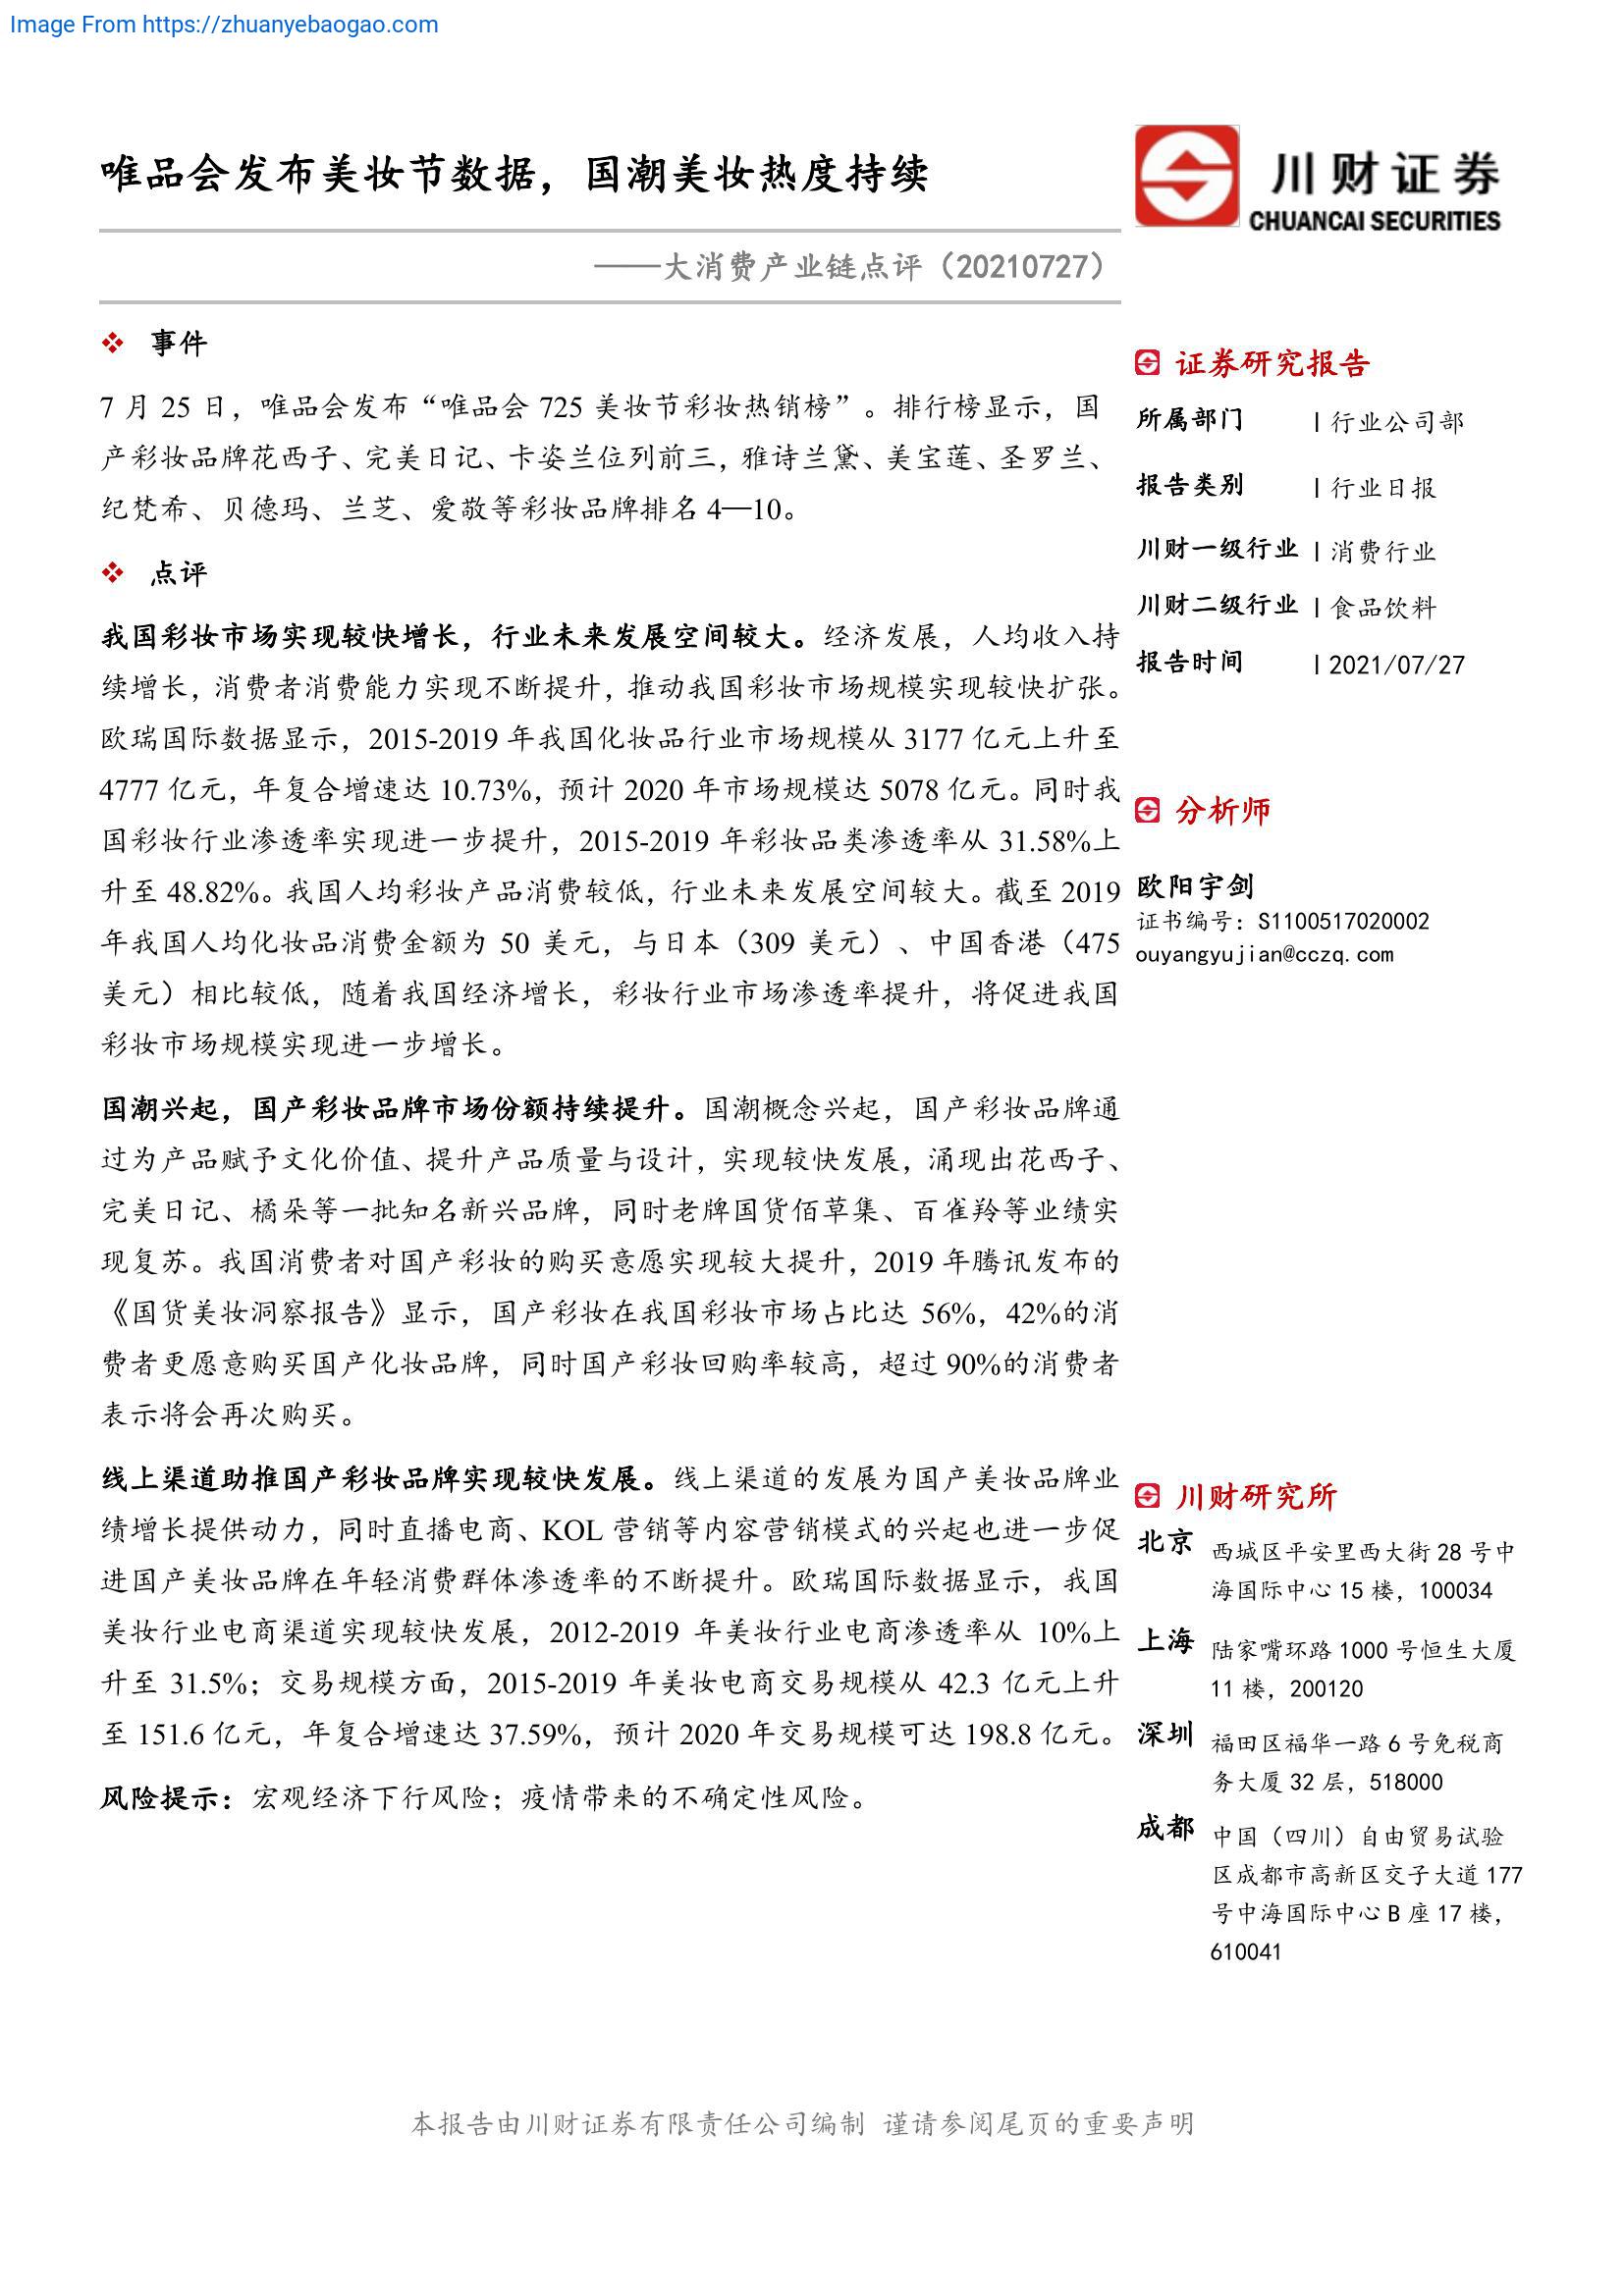 Image From https://zhuanyebaogao.com
唯品会发布美妆节数据，国潮美妆热度持续
——大消费产业链点评（20210727）
川财证券
CHUANCAI SECURITIES
事件
7 月 25 日，唯品会发布“唯品会 725 美妆节彩妆热销榜”。排行榜显示，国
产彩妆品牌花西子、完美日记、卡姿兰位列前三，雅诗兰黛、美宝莲、圣罗兰、
纪梵希、贝德玛、兰芝、爱敬等彩妆品牌排名 4—10。
点评
我国彩妆市场实现较快增长，行业未来发展空间较大。经济发展，人均收入持
续增长，消费者消费能力实现不断提升，推动我国彩妆市场规模实现较快扩张。
欧瑞国际数据显示，2015-2019 年我国化妆品行业市场规模从 3177 亿元上升至
4777 亿元，年复合增速达 10.73%，预计 2020 年市场规模达 5078 亿元。同时我
国彩妆行业渗透率实现进一步提升，2015-2019 年彩妆品类渗透率从 31.58%上
升至 48.82%。我国人均彩妆产品消费较低，行业未来发展空间较大。截至 2019
年我国人均化妆品消费金额为 50 美元，与日本（309 美元）、中国香港（475
美元）相比较低，随着我国经济增长，彩妆行业市场渗透率提升，将促进我国
彩妆市场规模实现进一步增长。
国潮兴起，国产彩妆品牌市场份额持续提升。国潮概念兴起，国产彩妆品牌通
过为产品赋予文化价值、提升产品质量与设计，实现较快发展，涌现出花西子、
完美日记、橘朵等一批知名新兴品牌，同时老牌国货佰草集、百雀羚等业绩实
现复苏。我国消费者对国产彩妆的购买意愿实现较大提升，2019 年腾讯发布的
《国货美妆洞察报告》显示，国产彩妆在我国彩妆市场占比达 56%，42%的消
费者更愿意购买国产化妆品牌，同时国产彩妆回购率较高，超过 90%的消费者
表示将会再次购买。
线上渠道助推国产彩妆品牌实现较快发展。线上渠道的发展为国产美妆品牌业
绩增长提供动力，同时直播电商、KOL 营销等内容营销模式的兴起也进一步促
进国产美妆品牌在年轻消费群体渗透率的不断提升。欧瑞国际数据显示，我国
美妆行业电商渠道实现较快发展，2012-2019 年美妆行业电商渗透率从 10%上
升至 31.5%；交易规模方面，2015-2019 年美妆电商交易规模从 42.3 亿元上升
至 151.6 亿元，年复合增速达 37.59%，预计 2020 年交易规模可达 198.8 亿元。
风险提示：宏观经济下行风险；疫情带来的不确定性风险。
证券研究报告
所属部门 | 行业公司部
报告类别 | 行业日报
川财一级行业 | 消费行业
川财二级行业 | 食品饮料
报告时间 | 2021/07/27
分析师
欧阳宇剑
证书编号：S1100517020002
ouyangyujian@cczq.com
川财研究所
北京 西城区平安里西大街 28 号中
海国际中心 15 楼，100034
上海 陆家嘴环路 1000 号恒生大厦
11 楼，200120
深圳 福田区福华一路 6 号免税商
务大厦 32 层，518000
成都 中国（四川）自由贸易试验
区成都市高新区交子大道 177
号中海国际中心 B 座 17 楼，
610041
本报告由川财证券有限责任公司编制 谨请参阅尾页的重要声明